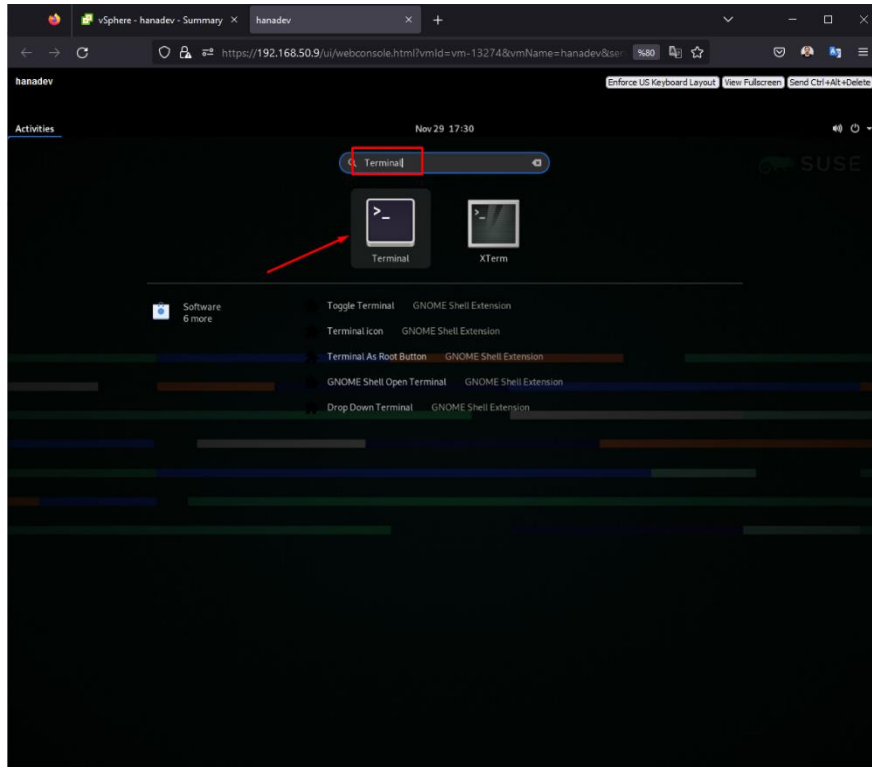 vSphere - hanadev - Summary
hanadev
https://192.168.50.9/ui/webconsole.html?vmId=vm-13274&vmName=hanadev&ser
%80
hanadev
Enforce US Keyboard Layout
View Fullscreen
Send Ctrl+Alt+Delete
Activities
Nov 29 17:30
Terminal
SUSE
Terminal
XTerm
Software
6 more
Toggle Terminal GNOME Shell Extension
Terminal icon GNOME Shell Extension
Terminal As Root Button GNOME Shell Extension
GNOME Shell Open Terminal GNOME Shell Extension
Drop Down Terminal GNOME Shell Extension